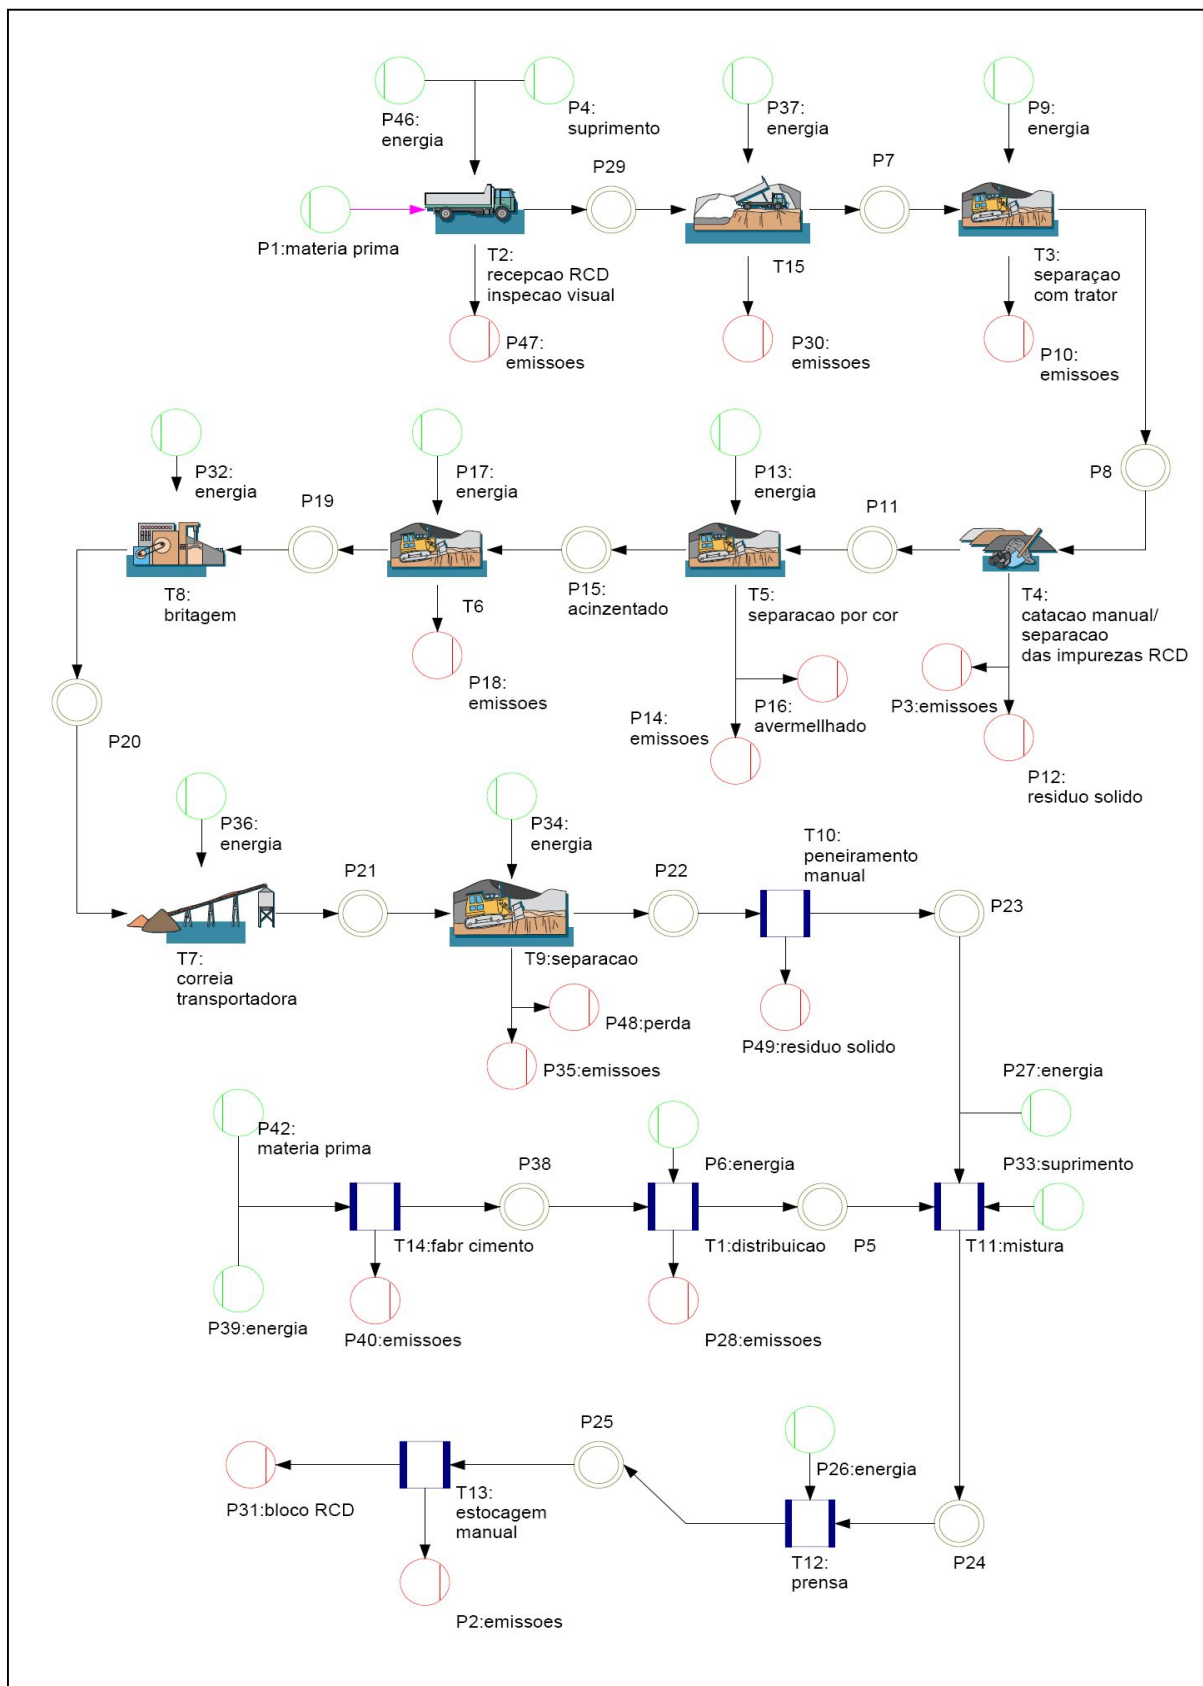 P46:
energia
P4:
suprimento
P37:
energia
P9:
energia
P29
P7
P1:materia prima
T2:
recepcao RCD
inspecao visual
T15
T3:
separaçao
com trator
P47:
emissoes
P30:
emissoes
P10:
emissoes
P32:
energia
P19
P17:
energia
P13:
energia
P11
P8
T8:
britagem
T6
P15:
acinzentado
T5:
separacao por cor
T4:
catacao manual/
separacao
das impurezas RCD
P18:
emissoes
P14:
emissoes
P16:
avermellhado
P3:emissoes
P12:
residuo solido
P20
P36:
energia
P21
P34:
energia
P22
T10:
peneiramento
manual
P23
T7:
correia
transportadora
T9:separacao
P48:perda
P35:emissoes
P49:residuo solido
P27:energia
P42:
materia prima
P38
P6:energia
P33:suprimento
T14:fabr cimento
T1:distribuicao
P5
T11:mistura
P39:energia
P40:emissoes
P28:emissoes
P25
P26:energia
P31:bloco RCD
T13:
estocagem
manual
T12:
prensa
P24
P2:emissoes